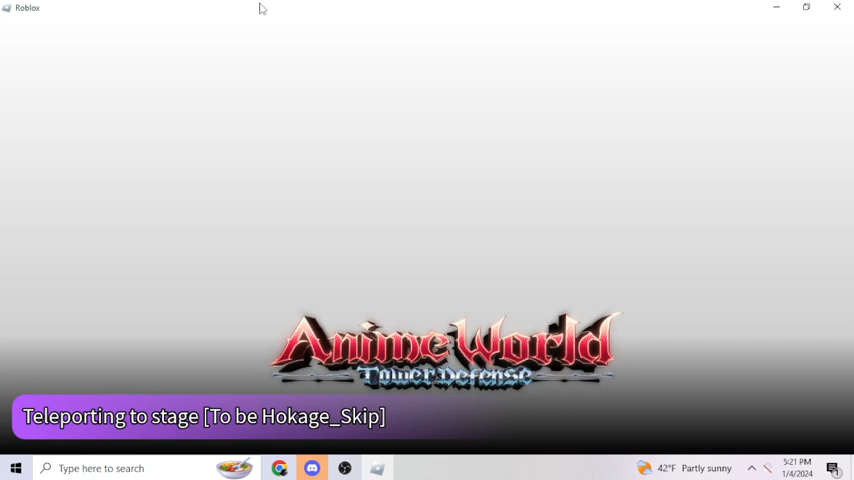 Roblox
Anime World
Tower Defense
Teleporting to stage [To be Hokage_Skip]
Type here to search
42°F Partly sunny
5:21 PM
1/4/2024
1